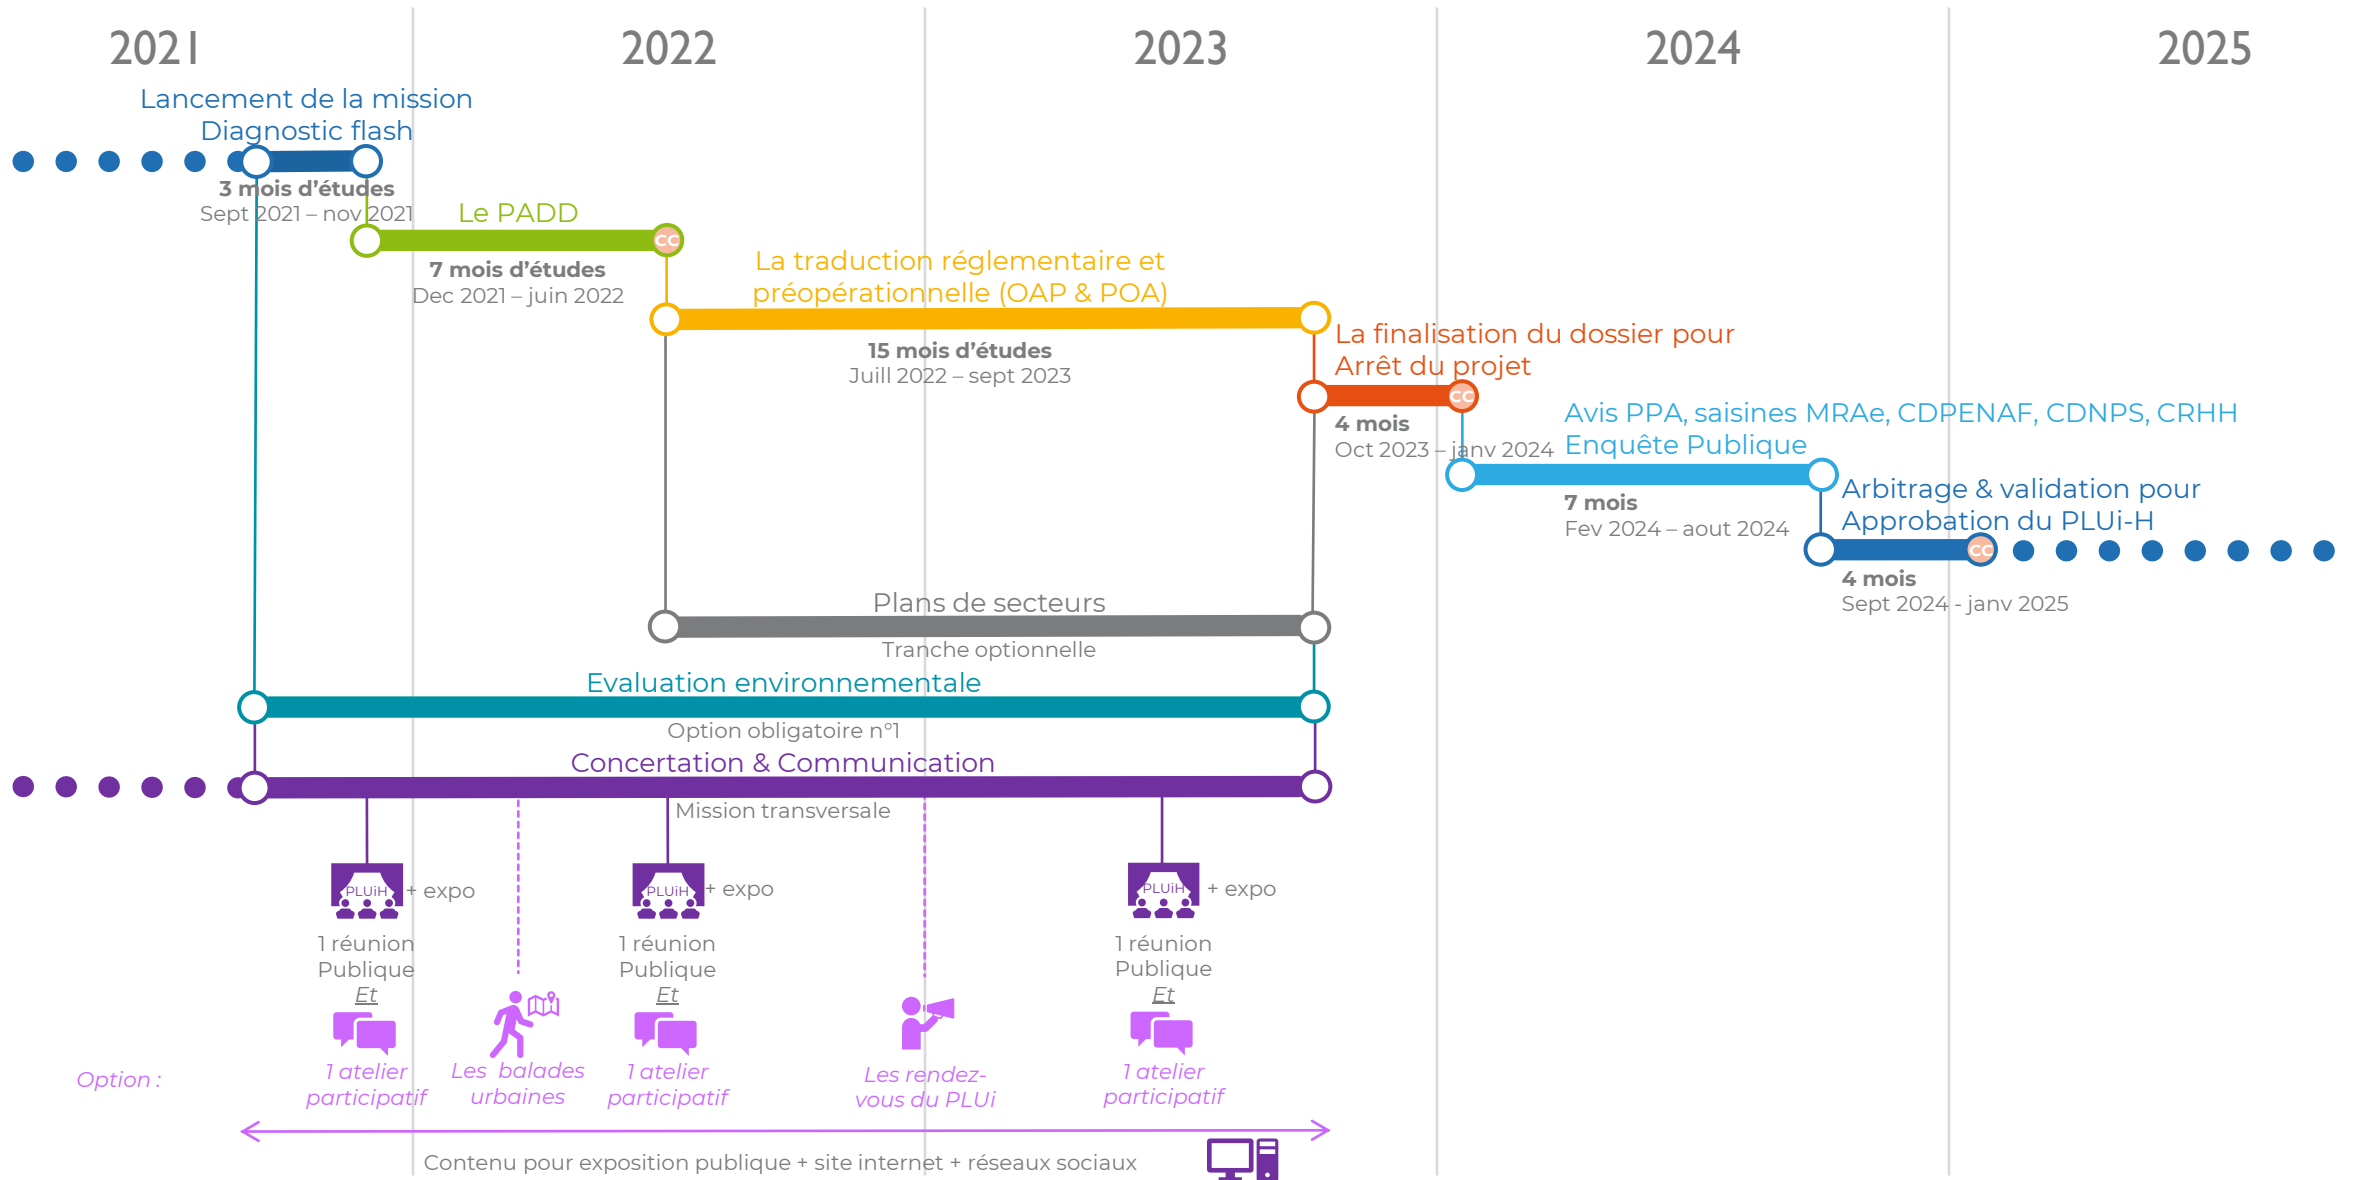 2021
2022
2023
2024
2025
Lancement de la mission
Diagnostic flash
3 mois d’études
Sept 2021 – nov 2021
Le PADD
CC
7 mois d’études
Dec 2021 – juin 2022
La traduction réglementaire et
préopérationnelle (OAP & POA)
15 mois d’études
Juill 2022 – sept 2023
La finalisation du dossier pour
Arrêt du projet
CC
4 mois
Oct 2023 – janv 2024
Avis PPA, saisines MRAe, CDPENAF, CDNPS, CRHH
Enquête Publique
7 mois
Fev 2024 – aout 2024
Arbitrage & validation pour
Approbation du PLUi-H
CC
4 mois
Sept 2024 - janv 2025
Plans de secteurs
Tranche optionnelle
Evaluation environnementale
Option obligatoire n°1
Concertation & Communication
Mission transversale
PLUiH
+ expo
1 réunion
Publique
Et
1 atelier
participatif
Les balades
urbaines
PLUiH
+ expo
1 réunion
Publique
Et
1 atelier
participatif
Les rendez-
vous du PLUi
PLUiH
+ expo
1 réunion
Publique
Et
1 atelier
participatif
Option :
Contenu pour exposition publique + site internet + réseaux sociaux